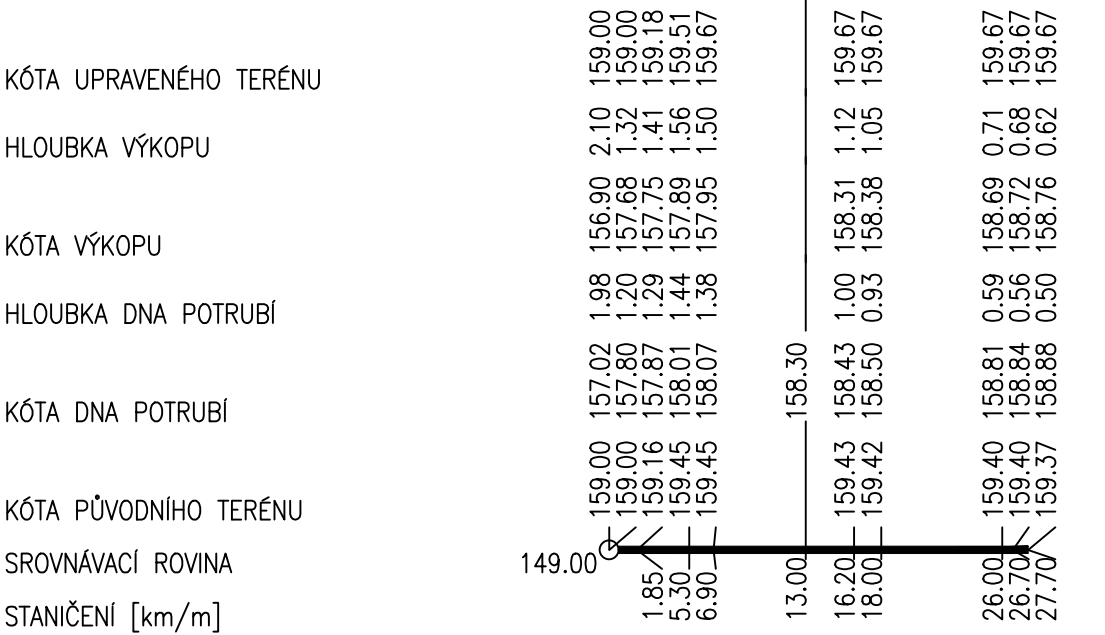 KÓTA UPRAVENÉHO TERÉNU 159.00 159.00 159.18 159.51 159.67 159.67 159.67 159.67 159.67 159.67
HLOUBKA VÝKOPU 2.10 1.32 1.41 1.56 1.50 1.12 1.05 0.71 0.68 0.62
KÓTA VÝKOPU 156.90 157.68 157.75 157.89 157.95 158.31 158.38 158.69 158.72 158.76
HLOUBKA DNA POTRUBÍ 1.98 1.20 1.29 1.44 1.38 1.00 0.93 0.59 0.56 0.50
KÓTA DNA POTRUBÍ 157.02 157.80 157.87 158.01 158.07 158.30 158.43 158.50 158.81 158.84 158.88
KÓTA PŮVODNÍHO TERÉNU 159.00 159.00 159.16 159.45 159.45 159.43 159.42 159.40 159.40 159.37
SROVNÁVACÍ ROVINA 149.00
STANIČENÍ [km/m] 1.85 5.30 6.90 13.00 16.20 18.00 26.00 26.70 27.70